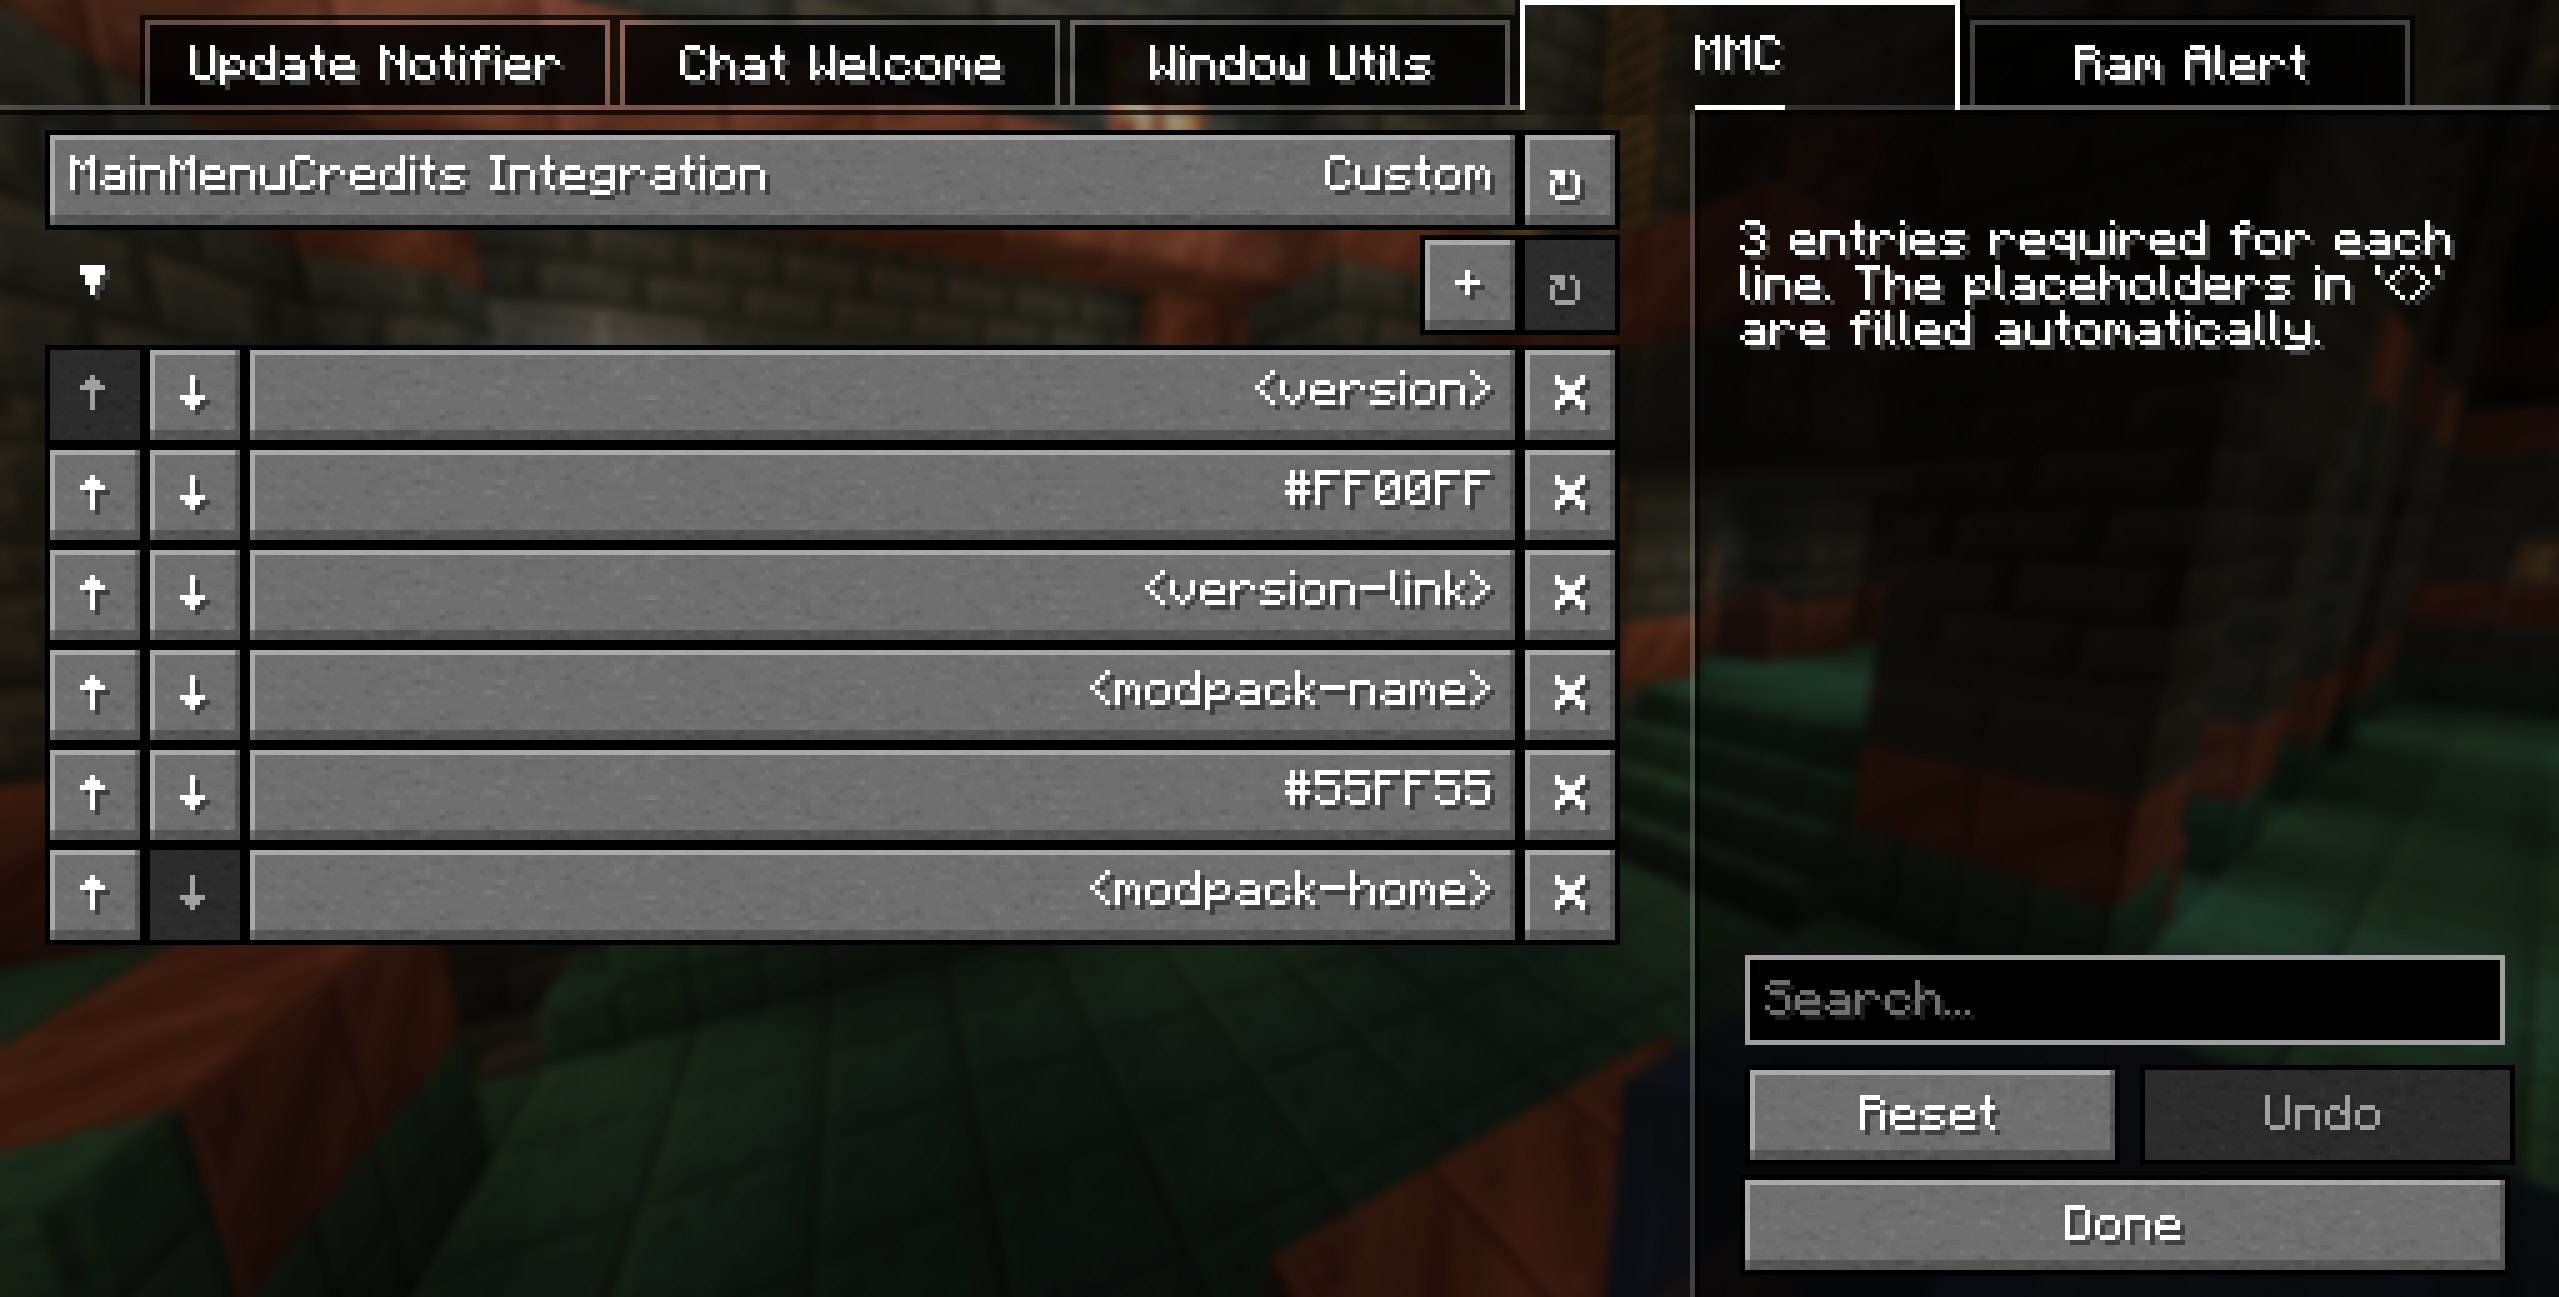 Update Notifier
Chat Welcome
Window Utils
MMC
Ram Alert
MainMenuCredits Integration
Custom
3 entries required for each
line. The placeholders in '<>'
are filled automatically.
<version>
#FF00FF
<version-link>
<modpack-name>
#55FF55
<modpack-home>
Search...
Reset
Undo
Done